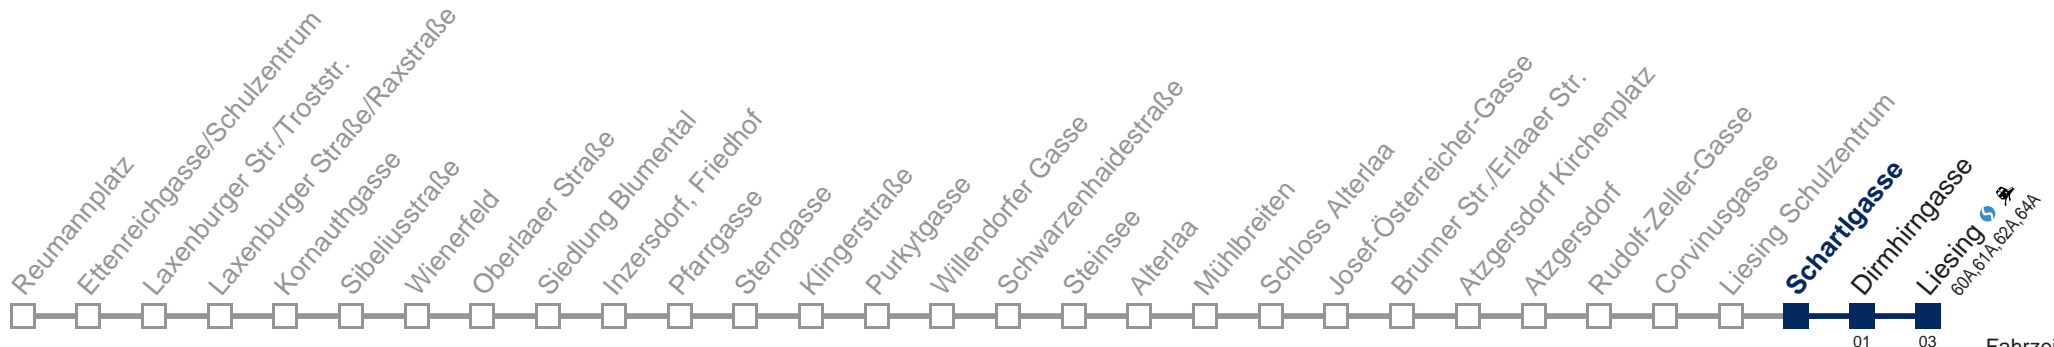 Reumannplatz
Ettenreichgasse/Schulzentrum
Laxenburger Str./Troststr.
Laxenburger Straße/Raxstraße
Kornauthgasse
Sibeliusstraße
Wienerfeld
Oberlaaer Straße
Siedlung Blumental
Inzersdorf, Friedhof
Pfarrgasse
Sterngasse
Klingerstraße
Purkytgasse
Willendorfer Gasse
Schwarzenhaidestraße
Steinsee
Alterlaa
Mühlbreiten
Schloss Alterlaa
Josef-Österreicher-Gasse
Brunner Str./Erlaaer Str.
Atzgersdorf Kirchenplatz
Atzgersdorf
Rudolf-Zeller-Gasse
Corvinusgasse
Liesing Schulzentrum
Schartlgasse
Dirmhirngasse
Liesing
60A,61A,62A,64A
01
03
Fahrzei